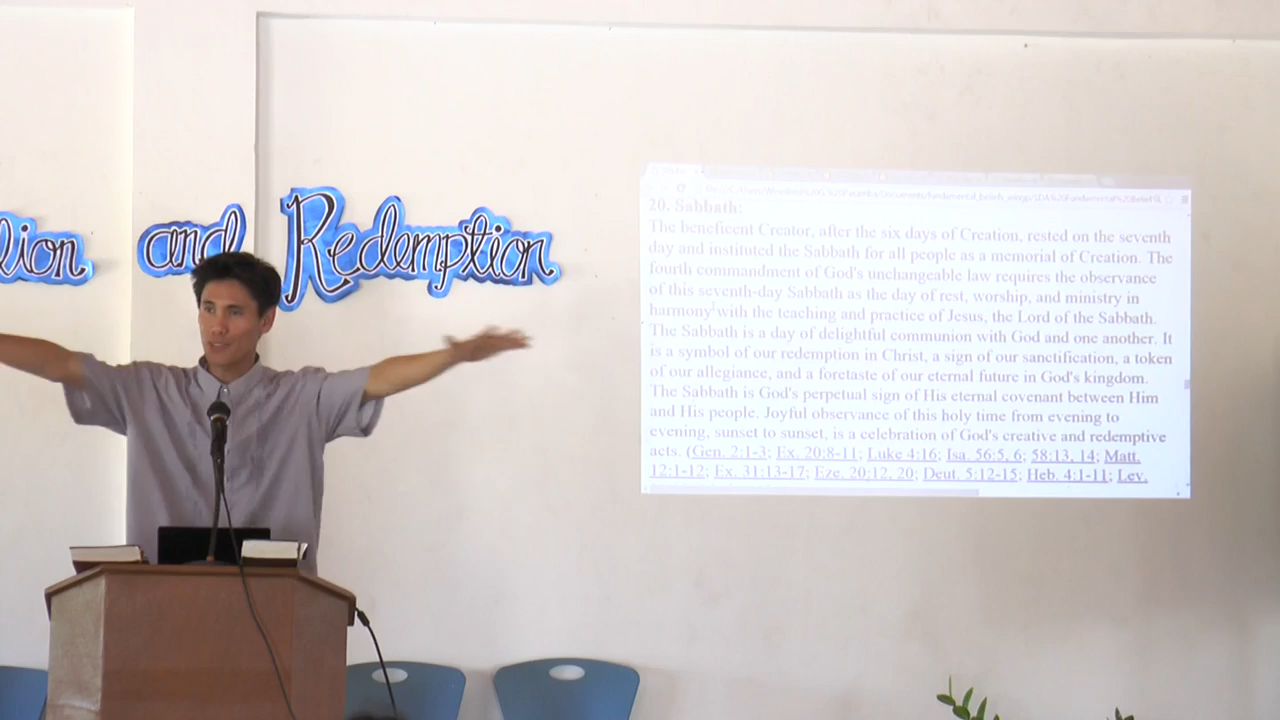 tion and Redemption
20. Sabbath:
The beneficent Creator, after the six days of Creation, rested on the seventh
day and instituted the Sabbath for all people as a memorial of Creation. The
fourth commandment of God's unchangeable law requires the observance
of this seventh-day Sabbath as the day of rest, worship, and ministry in
harmony with the teaching and practice of Jesus, the Lord of the Sabbath.
The Sabbath is a day of delightful communion with God and one another. It
is a symbol of our redemption in Christ, a sign of our sanctification, a token
of our allegiance, and a foretaste of our eternal future in God's kingdom.
The Sabbath is God's perpetual sign of His eternal covenant between Him
and His people. Joyful observance of this holy time from evening to
evening, sunset to sunset, is a celebration of God's creative and redemptive
acts. (Gen. 2:1-3; Ex. 20:8-11; Luke 4:16; Isa. 56:5, 6; 58:13, 14; Matt.
12:1-12; Ex. 31:13-17; Eze. 20:12, 20; Deut. 5:12-15; Heb. 4:1-11; Lev.